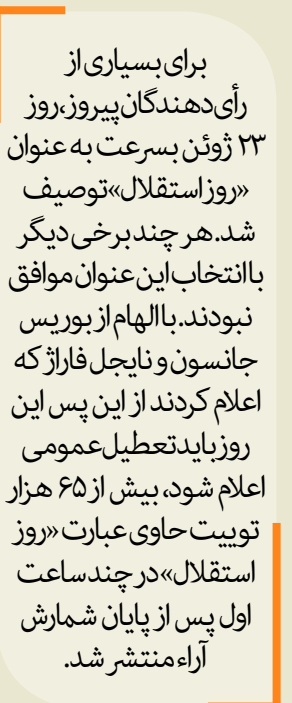 برای بسیاری از
رأی‌دهندگان پیروز، روز
۲۳ ژوئن بسرعت به عنوان
«روز استقلال» توصیف
شد. هر چند برخی دیگر
با انتخاب این عنوان موافق
نبودند. با الهام از بوریس
جانسون و نایجل فاراژ که
اعلام کردند از این پس این
روز باید تعطیل عمومی
اعلام شود، بیش از ۶۵ هزار
توییت حاوی عبارت «روز
استقلال» در چند ساعت
اول پس از پایان شمارش
آراء منتشر شد.